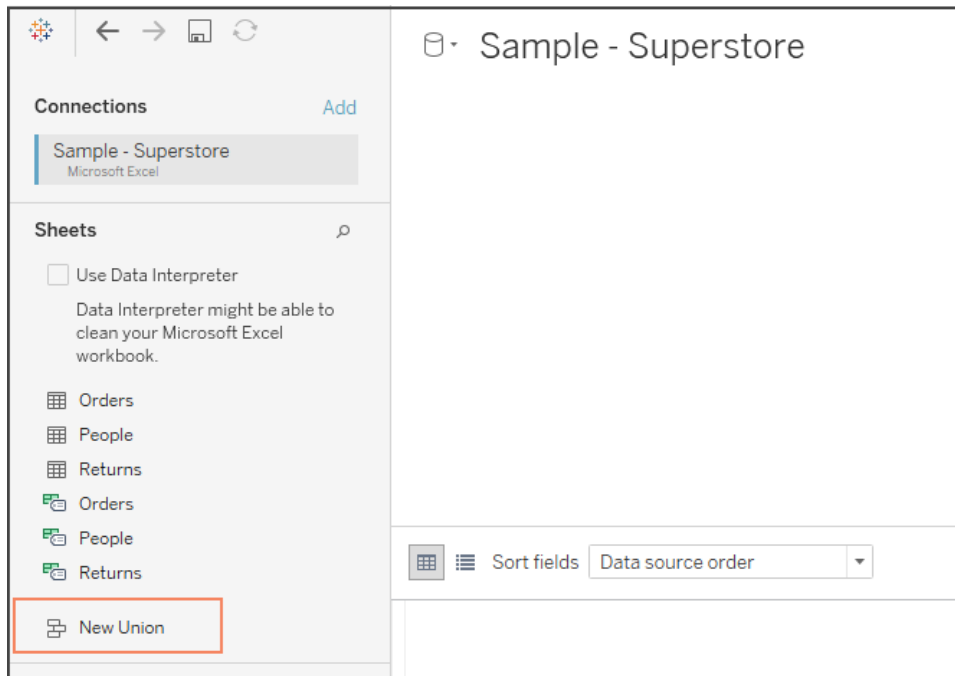 Sample - Superstore
Connections
Add
Sample - Superstore
Microsoft Excel
Sheets
Use Data Interpreter
Data Interpreter might be able to
clean your Microsoft Excel
workbook.
Orders
People
Returns
Orders
People
Returns
New Union
Sort fields
Data source order